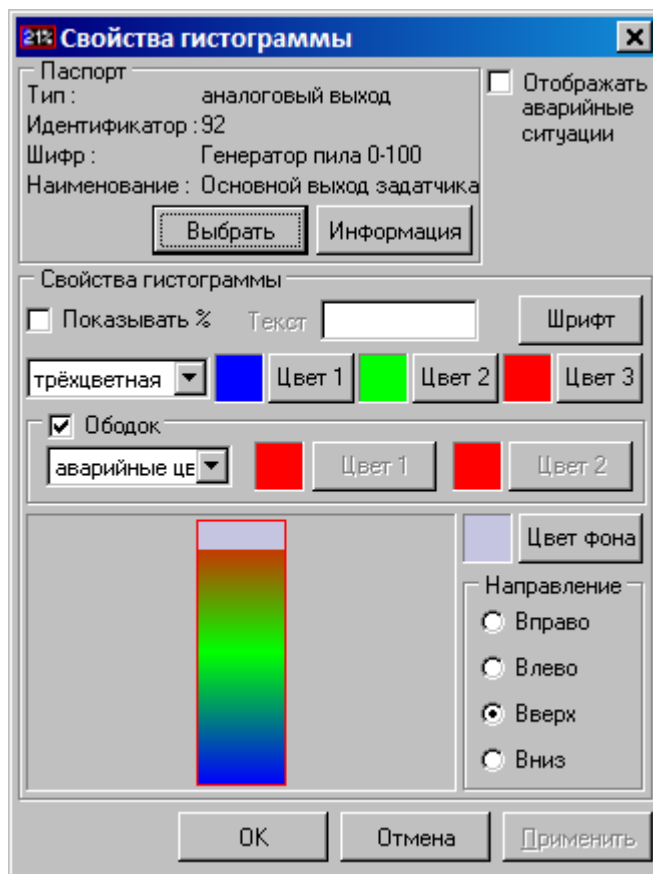 21% Свойства гистограммы
Паспорт
Тип : аналоговый выход
Идентификатор : 92
Шифр : Генератор пила 0-100
Наименование : Основной выход задатчика
Выбрать Информация
Отображать
аварийные
ситуации
Свойства гистограммы
Показывать % Текст Шрифт
трёхцветная Цвет 1 Цвет 2 Цвет 3
Ободок
аварийные цв Цвет 1 Цвет 2
Цвет фона
Направление
Вправо
Влево
Вверх
Вниз
OK Отмена Применить